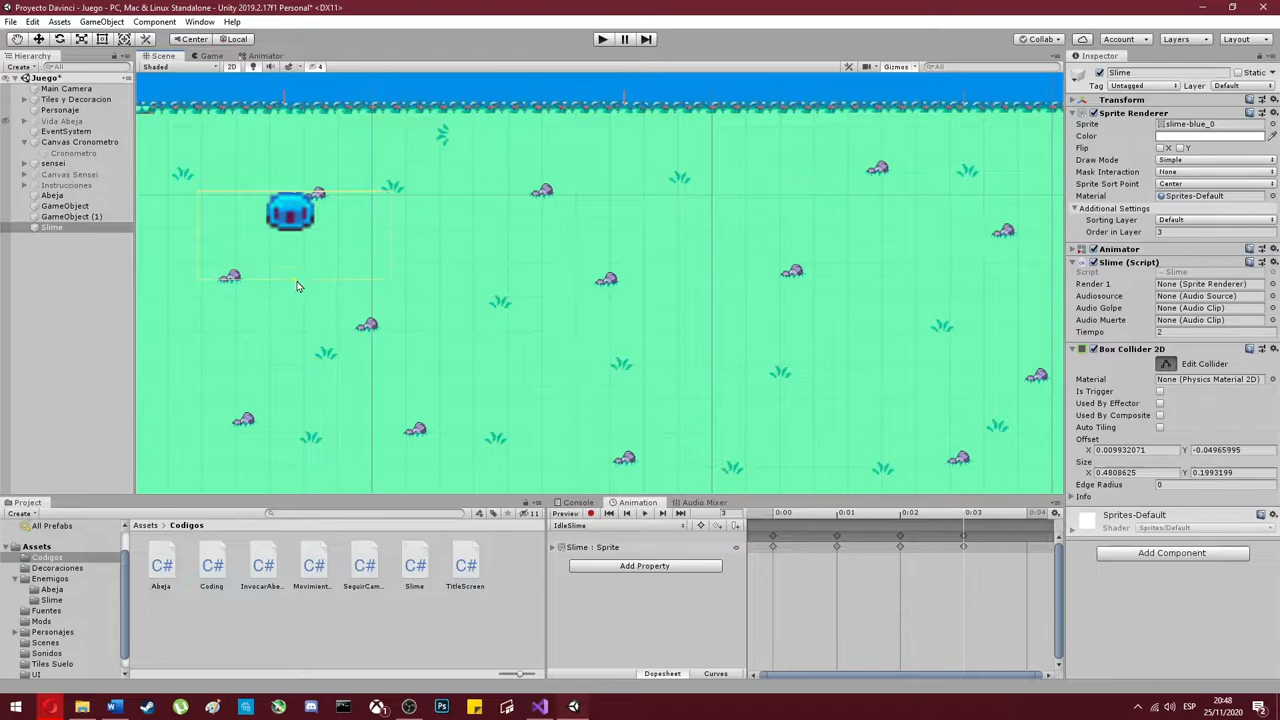 Proyecto Davinci - Juego - PC, Mac & Linux Standalone - Unity 2019.2.17f1 Personal* <DX11>
File Edit Assets GameObject Component Window Help
Center Local Collab Account Layers Layout
Hierarchy
Create All
Juego*
Main Camera
Tiles y Decoracion
Personaje
Vida Abeja
EventSystem
Canvas Cronometro
Cronometro
sensei
Canvas Sensei
Instrucciones
Abeja
GameObject
GameObject (1)
Slime
Scene Game Animator
Shaded 2D 4 Gizmos All
Inspector
Slime Static
Tag Untagged Layer Default
Transform
Sprite Renderer
Sprite slime-blue_0
Color
Flip X Y
Draw Mode Simple
Mask Interaction None
Sprite Sort Point Center
Material Sprites-Default
Additional Settings
Sorting Layer Default
Order in Layer 3
Animator
Slime (Script)
Script Slime
Render 1 None (Sprite Renderer)
Audiosource None (Audio Source)
Audio Golpe None (Audio Clip)
Audio Muerte None (Audio Clip)
Tiempo 2
Box Collider 2D
Edit Collider
Material None (Physics Material 2D)
Is Trigger
Used By Effector
Used By Composite
Auto Tiling
Offset
X 0.009932071 Y -0.04965995
Size
X 0.4808625 Y 0.1993199
Edge Radius 0
Info
Sprites-Default
Shader Sprites/Default
Add Component
Project
Create 11
All Prefabs
Assets
Codigos
Decoraciones
Enemigos
Abeja
Slime
Fuentes
Mods
Personajes
Scenes
Sonidos
Tiles Suelo
UI
Assets Codigos
C# C# C# C# C# C# C#
Abeja Coding InvocarAbe... Movimient... SeguirCam... Slime TitleScreen
Console Animation Audio Mixer
Preview 3 0:00 0:01 0:02 0:03 0:04
IdleSlime
Slime : Sprite
Add Property
Dopesheet Curves
ESP
20:48
25/11/2020